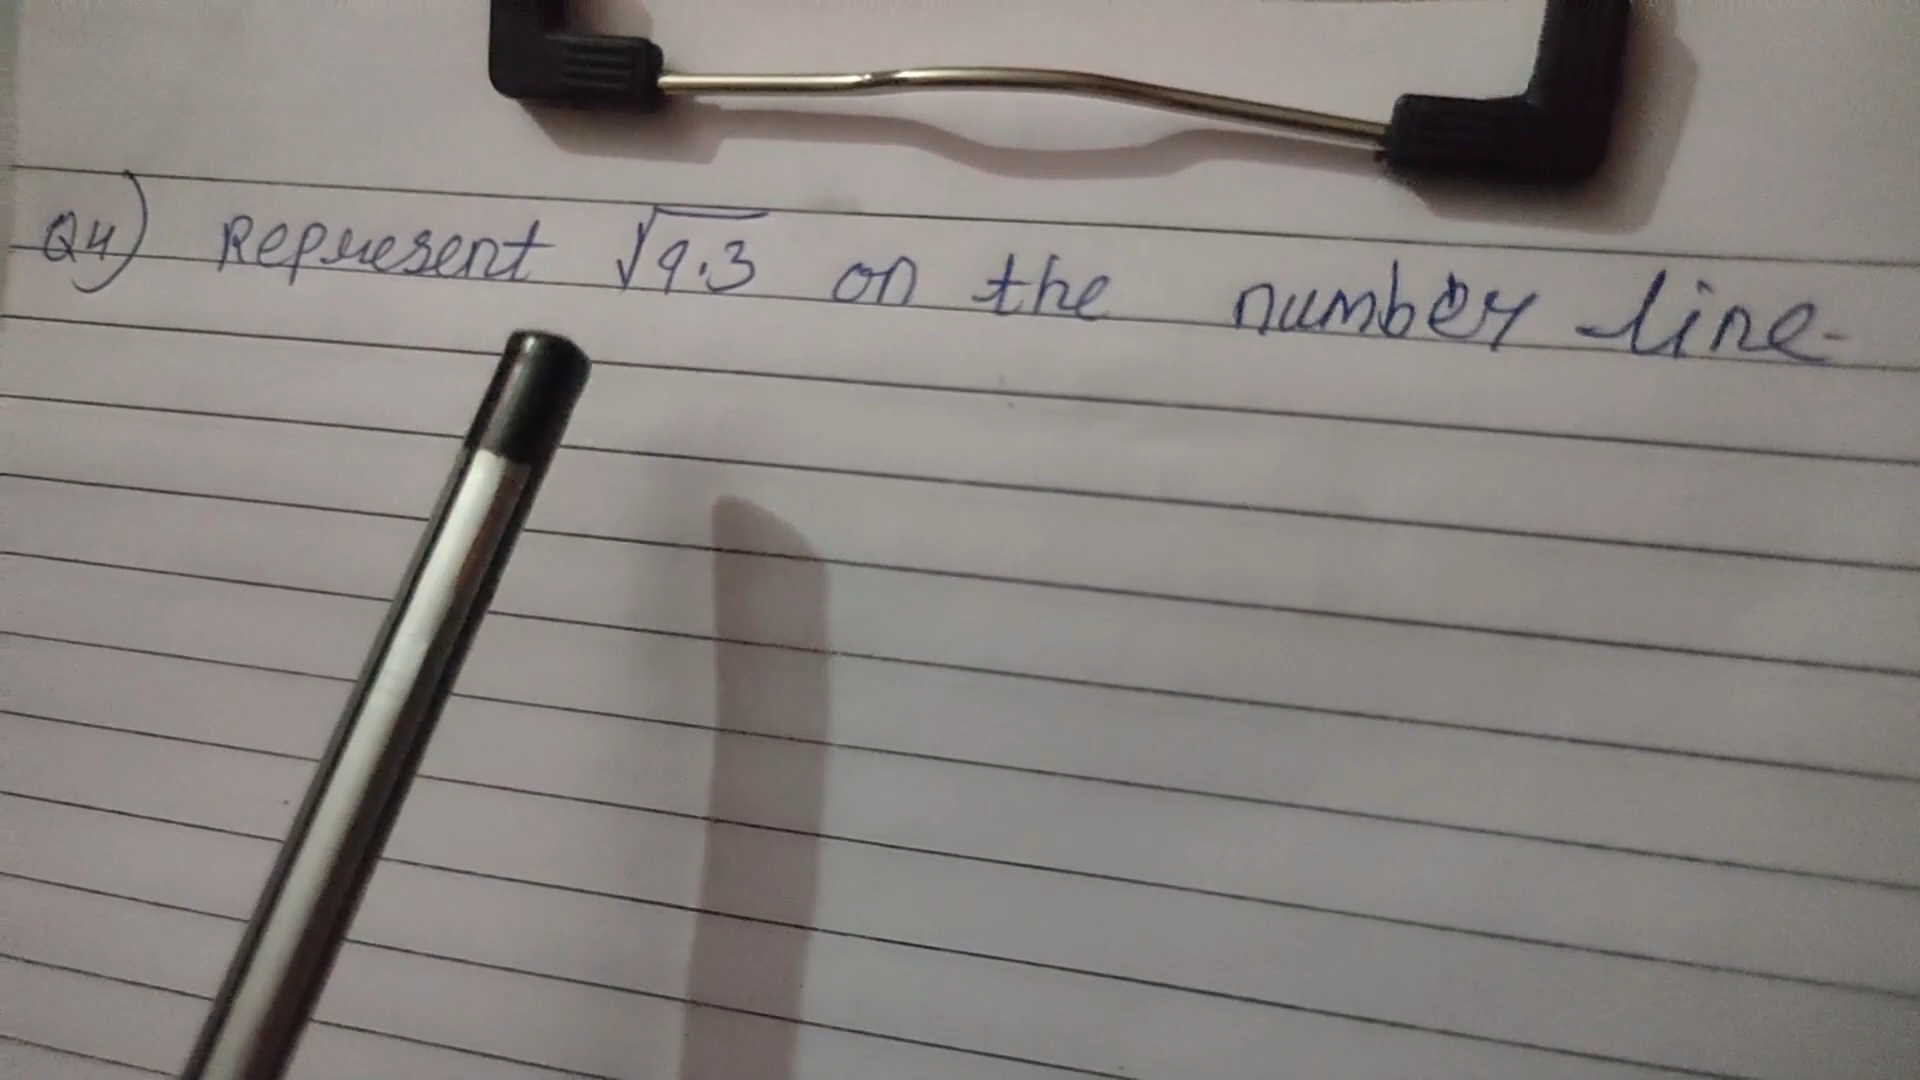 Q4) Represent √9.3 on the number line.